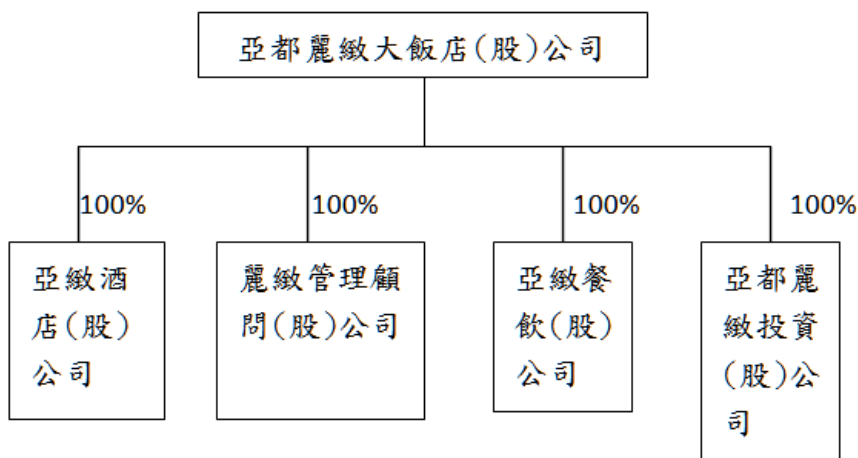 亞都麗緻大飯店(股)公司
100%
100%
100%
100%
亞緻酒
店(股)
公司
麗緻管理顧
問(股)公司
亞緻餐
飲(股)
公司
亞都麗
緻投資
(股)公
司